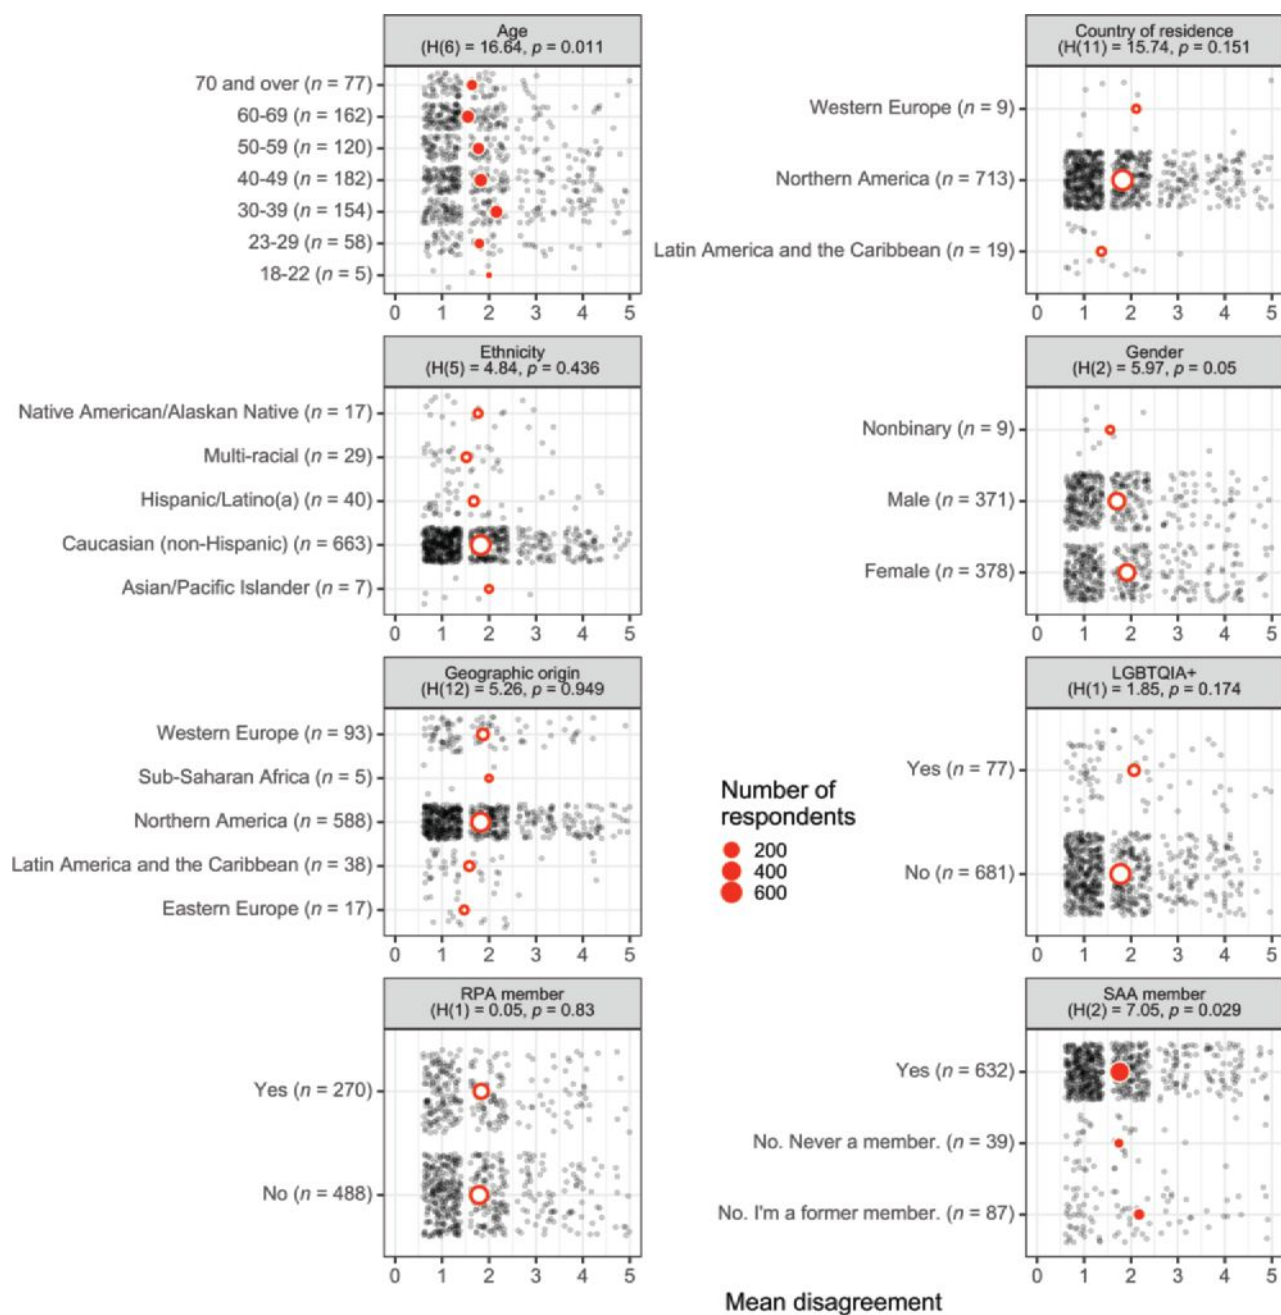 Age
(H(6) = 16.64, p = 0.011
70 and over (n = 77)
60-69 (n = 162)
50-59 (n = 120)
40-49 (n = 182)
30-39 (n = 154)
23-29 (n = 58)
18-22 (n = 5)
0 1 2 3 4 5
Country of residence
(H(11) = 15.74, p = 0.151
Western Europe (n = 9)
Northern America (n = 713)
Latin America and the Caribbean (n = 19)
0 1 2 3 4 5
Ethnicity
(H(5) = 4.84, p = 0.436
Native American/Alaskan Native (n = 17)
Multi-racial (n = 29)
Hispanic/Latino(a) (n = 40)
Caucasian (non-Hispanic) (n = 663)
Asian/Pacific Islander (n = 7)
0 1 2 3 4 5
Gender
(H(2) = 5.97, p = 0.05
Nonbinary (n = 9)
Male (n = 371)
Female (n = 378)
0 1 2 3 4 5
Geographic origin
(H(12) = 5.26, p = 0.949
Western Europe (n = 93)
Sub-Saharan Africa (n = 5)
Northern America (n = 588)
Latin America and the Caribbean (n = 38)
Eastern Europe (n = 17)
0 1 2 3 4 5
Number of
respondents
200
400
600
LGBTQIA+
(H(1) = 1.85, p = 0.174
Yes (n = 77)
No (n = 681)
0 1 2 3 4 5
RPA member
(H(1) = 0.05, p = 0.83
Yes (n = 270)
No (n = 488)
0 1 2 3 4 5
SAA member
(H(2) = 7.05, p = 0.029
Yes (n = 632)
No. Never a member. (n = 39)
No. I'm a former member. (n = 87)
0 1 2 3 4 5
Mean disagreement